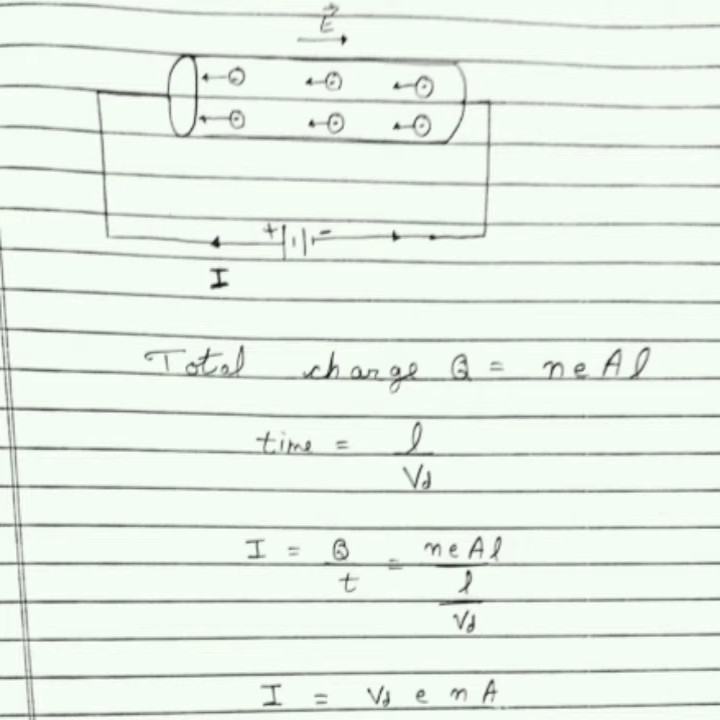 E⃗
+ -
I
Total charge Q = neAl
time = l/Vd
I = Q/t = neAl/(l/Vd)
I = Vd e n A